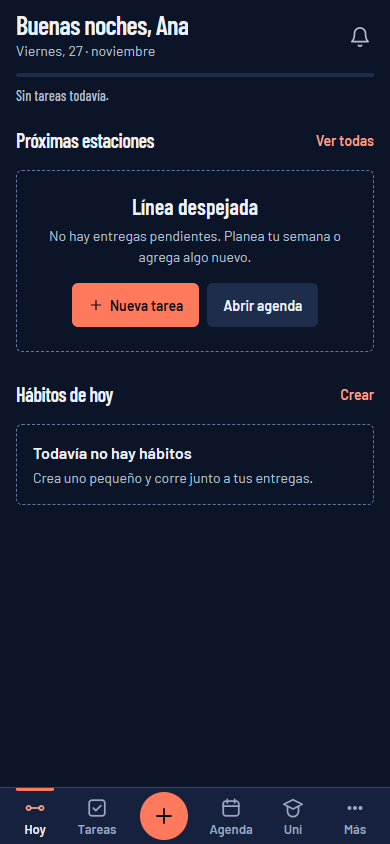 Buenas noches, Ana
Viernes, 27 · noviembre
Sin tareas todavía.
Próximas estaciones
Ver todas
Línea despejada
No hay entregas pendientes. Planea tu semana o
agrega algo nuevo.
Nueva tarea
Abrir agenda
Hábitos de hoy
Crear
Todavía no hay hábitos
Crea uno pequeño y corre junto a tus entregas.
Hoy
Tareas
Agenda
Uni
Más